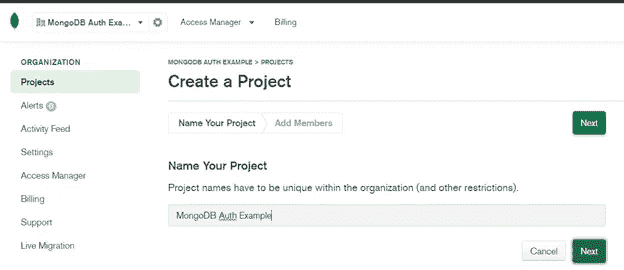 MongoDB Auth Exa...
Access Manager
Billing
ORGANIZATION
Projects
Alerts 0
Activity Feed
Settings
Access Manager
Billing
Support
Live Migration
MONGODB AUTH EXAMPLE > PROJECTS
Create a Project
Name Your Project
Add Members
Next
Name Your Project
Project names have to be unique within the organization (and other restrictions).
MongoDB Auth Example
Cancel
Next